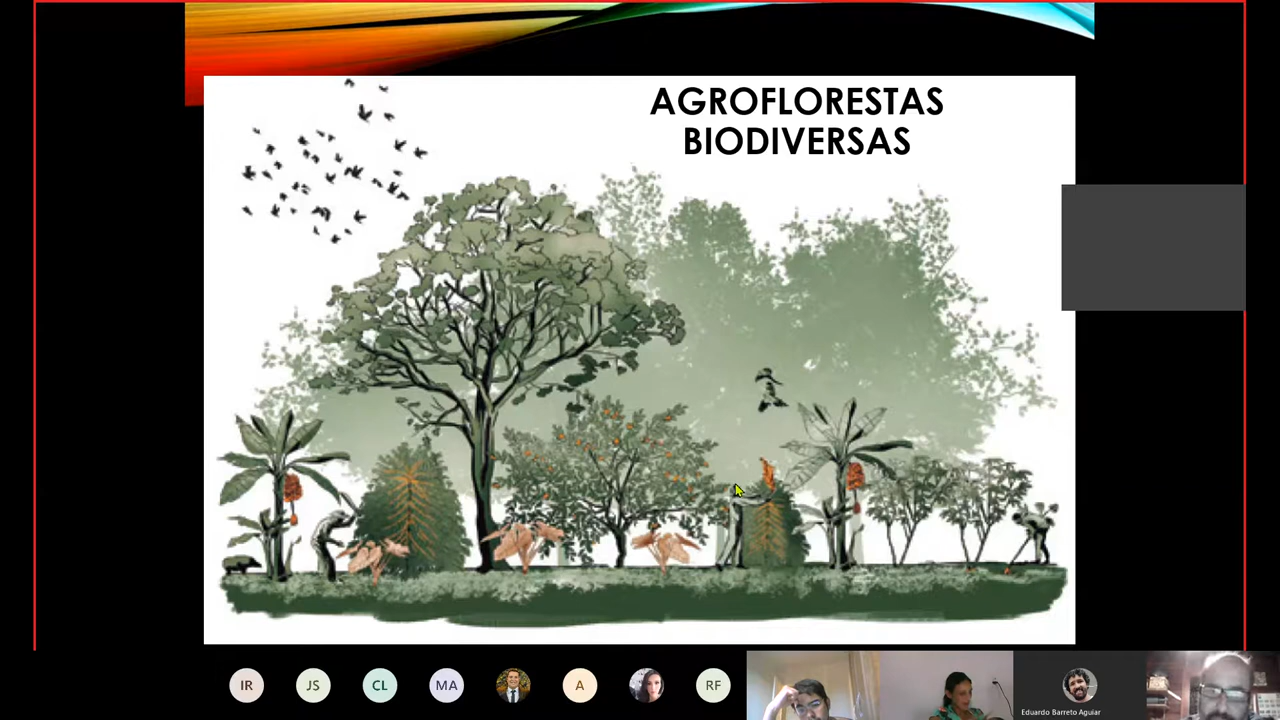 AGROFLORESTAS
BIODIVERSAS
IR
JS
CL
MA
A
RF
Eduardo Barreto Aguiar